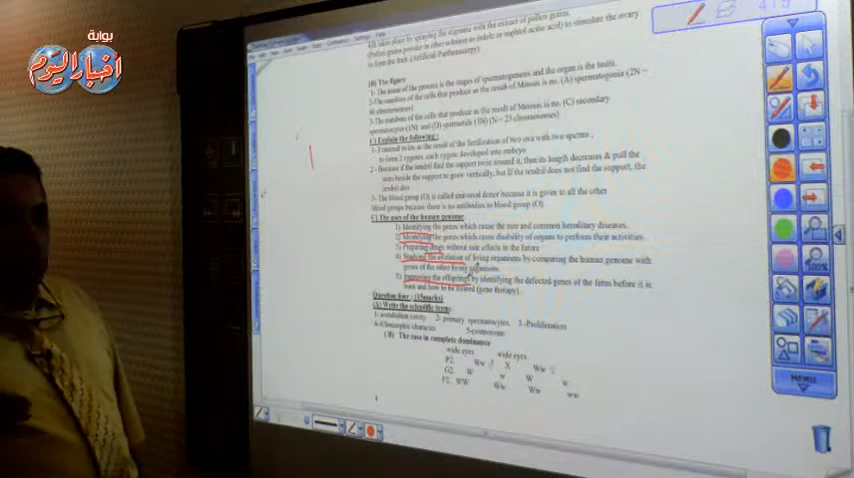 بوابة
أخبار اليوم
415
It takes place by spraying the stigma with the extract of pollen grains.
(Pollen grains powder in ether solution or indole or naphtol acitic acid) to stimulate the ovary
to form the fruit (Artificial Parthenocarpy)
(B) The figure
1- The name of the process is the stages of spermatogenesis and the organ is the testis.
2-The numbers of the cells that produce as the result of Mitosis is no. (A) spermatogonia (2N =
46 chromosomes)
3-The numbers of the cells that produce as the result of Meiosis is no. (C) secondary
spermatocytes (1N) and (D) spermatids (1N) (N = 23 chromosomes)
C) Explain the following :
1- Fraternal twins as the result of the fertilization of two ova with two sperms ,
to form 2 zygotes, each zygote developed into embryo
2 - Because if the tendril find the support twist around it, then its length decreases & pull the
stem beside the support to grow vertically, but If the tendril does not find the support, the
tendril dies
3- The blood group (O) is called universal donor because it is given to all the other
blood groups because there is no antibodies to blood group (O).
C) The uses of the human genome
1) Identifying the genes which cause the rare and common hereditary diseases.
2) Identifying the genes which cause disability of organs to perform their activities.
3) Preparing drugs without side effects in the future
4) Studying the evolution of living organisms by comparing the human genome with
genes of the other living organisms
5) Improving the offsprings by identifying the defected genes of the fetus before it is
born and how to be treated (gene therapy).
Question four : (15marks)
(A) Write the scientific term:
1- acetabulum cavity 2- primary spermatocytes 3 -Proliferation
5-centrosome
(B) The case in complete dominance
wide eyes wide eyes
P2. Ww ♂ X Ww ♀
G2. W w W w
F2. WW Ww Ww ww
100%
MENU